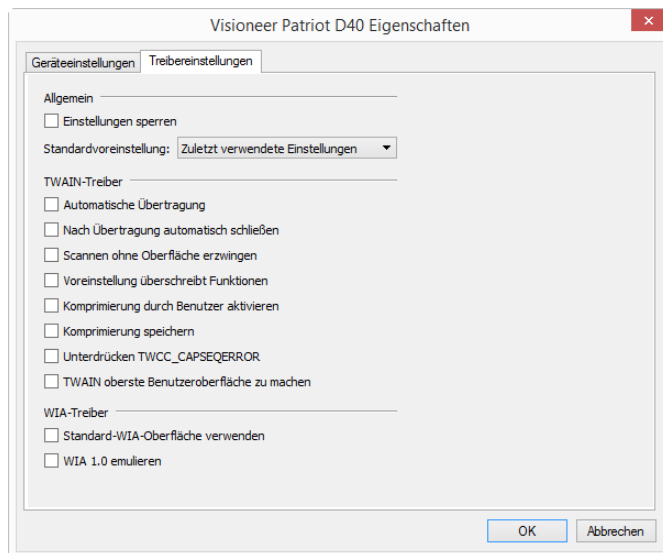 Visioneer Patriot D40 Eigenschaften
Geräteeinstellungen Treibereinstellungen
Allgemein
Einstellungen sperren
Standardvoreinstellung: Zuletzt verwendete Einstellungen
TWAIN-Treiber
Automatische Übertragung
Nach Übertragung automatisch schließen
Scannen ohne Oberfläche erzwingen
Voreinstellung überschreibt Funktionen
Komprimierung durch Benutzer aktivieren
Komprimierung speichern
Unterdrücken TWCC_CAPSEQERROR
TWAIN oberste Benutzeroberfläche zu machen
WIA-Treiber
Standard-WIA-Oberfläche verwenden
WIA 1.0 emulieren
OK Abbrechen